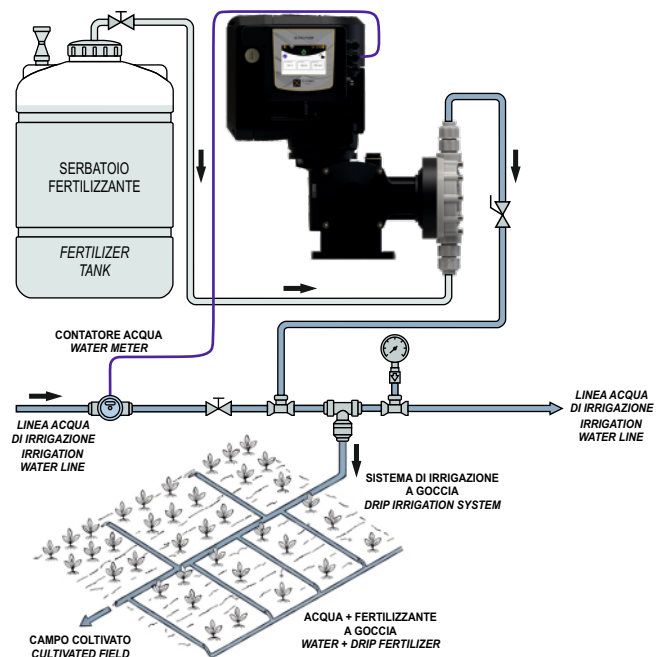 SERBATOIO
FERTILIZZANTE
FERTILIZER
TANK
CONTATORE ACQUA
WATER METER
LINEA ACQUA
DI IRRIGAZIONE
IRRIGATION
WATER LINE
LINEA ACQUA
DI IRRIGAZIONE
IRRIGATION
WATER LINE
SISTEMA DI IRRIGAZIONE
A GOCCIA
DRIP IRRIGATION SYSTEM
CAMPO COLTIVATO
CULTIVATED FIELD
ACQUA + FERTILIZZANTE
A GOCCIA
WATER + DRIP FERTILIZER